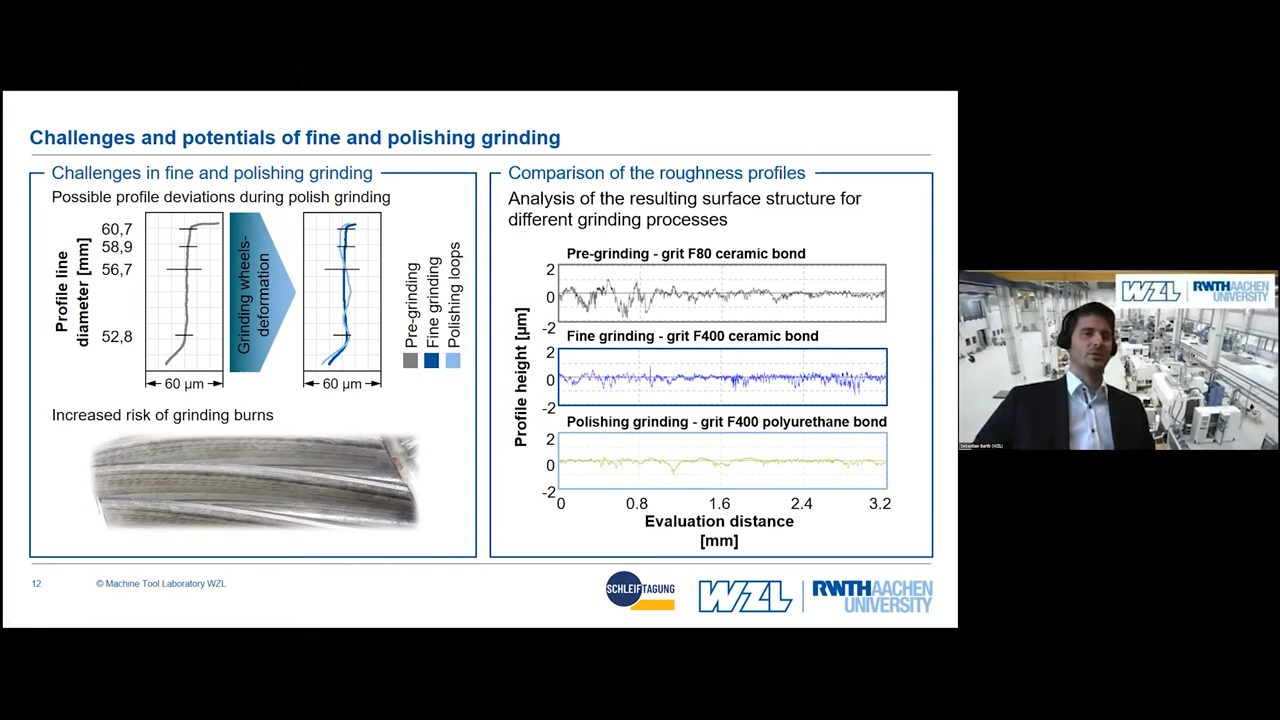 Challenges and potentials of fine and polishing grinding
Challenges in fine and polishing grinding
Possible profile deviations during polish grinding
Profile line
diameter [mm]
60,7
58,9
56,7
52,8
60 µm
Grinding wheels-
deformation
60 µm
Pre-grinding
Fine grinding
Polishing loops
Increased risk of grinding burns
Comparison of the roughness profiles
Analysis of the resulting surface structure for
different grinding processes
Profile height [µm]
Pre-grinding - grit F80 ceramic bond
2
0
-2
Fine grinding - grit F400 ceramic bond
2
0
-2
Polishing grinding - grit F400 polyurethane bond
2
0
-2
0 0.8 1.6 2.4 3.2
Evaluation distance
[mm]
12 © Machine Tool Laboratory WZL
SCHLEIFTAGUNG
WZL
RWTHAACHEN
UNIVERSITY
WZL
RWTHAACHEN
UNIVERSITY
Sebastian Barth (WZL)